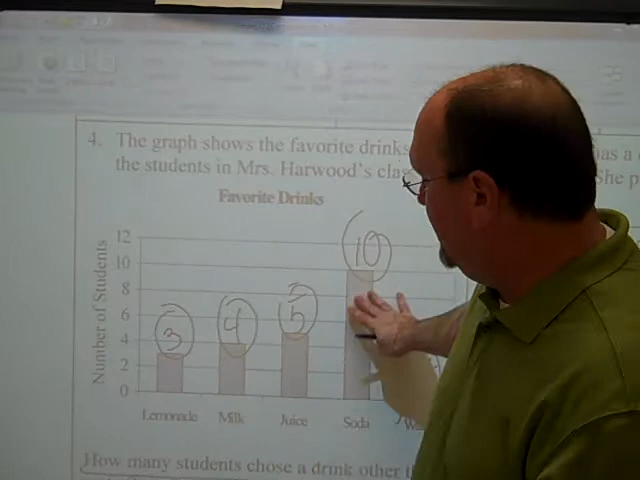 4. The graph shows the favorite drinks as a
the students in Mrs. Harwood's clas She p
Favorite Drinks
Number of Students
12
10
8
6
4
2
0
3
4
5
10
Lemonade Milk Juice Soda W
How many students chose a drink other t